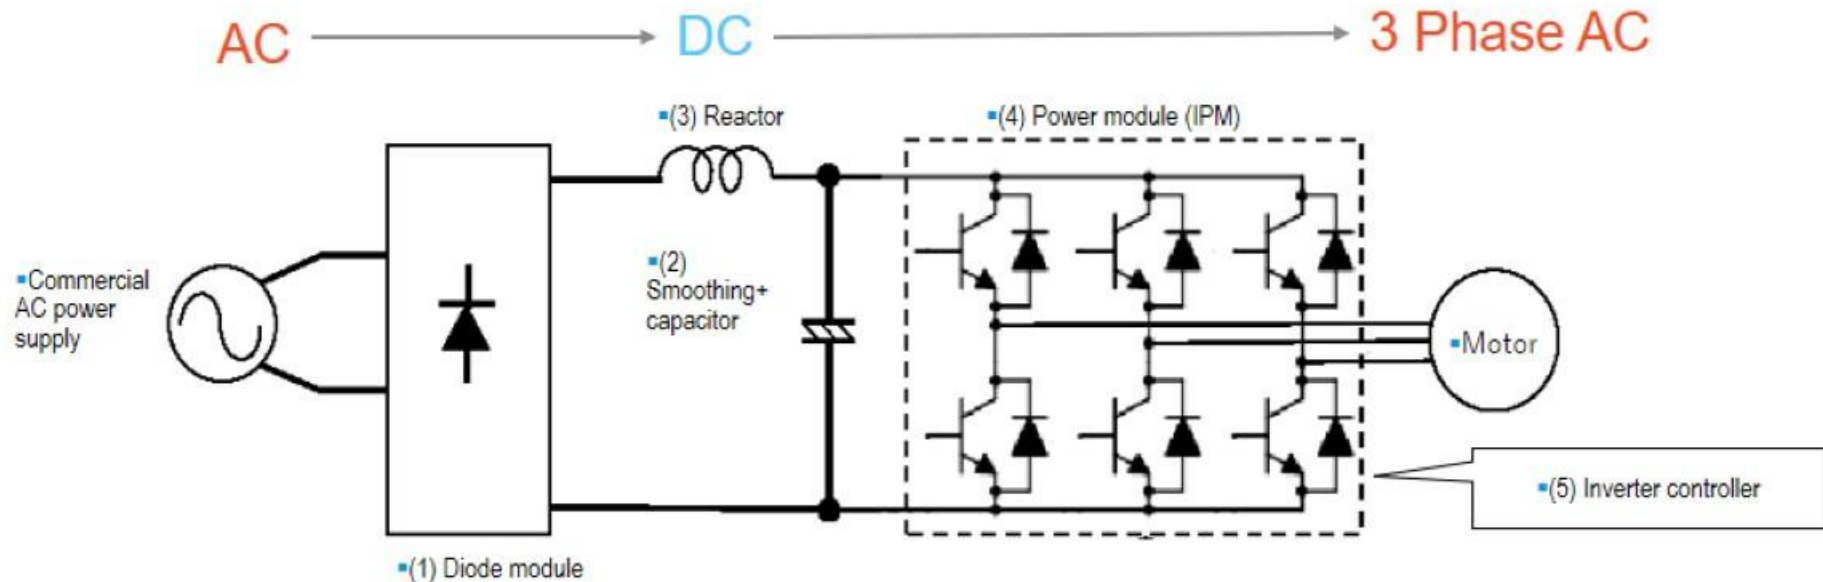 AC
DC
3 Phase AC
▪(3) Reactor
▪(4) Power module (IPM)
▪Commercial
AC power
supply
▪(2)
Smoothing+
capacitor
▪Motor
▪(5) Inverter controller
▪(1) Diode module